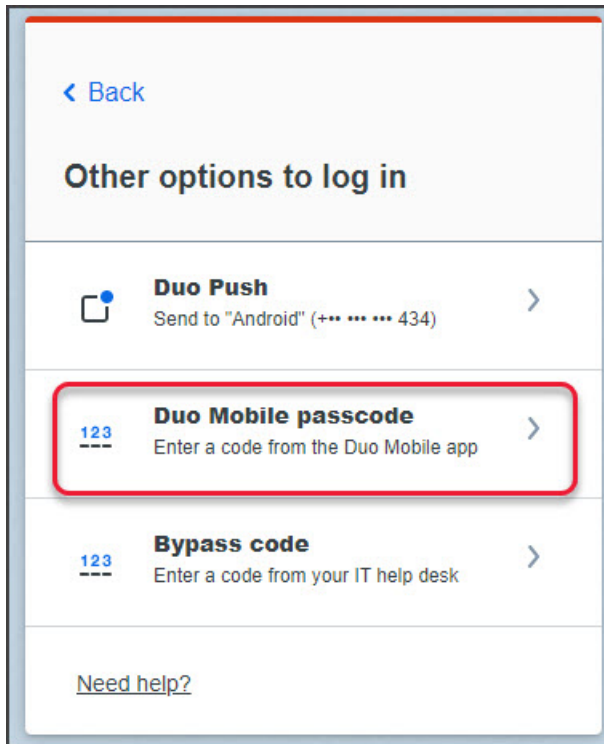 Back
Other options to log in
Duo Push
Send to "Android" (+•• ••• ••• 434)
123
Duo Mobile passcode
Enter a code from the Duo Mobile app
123
Bypass code
Enter a code from your IT help desk
Need help?